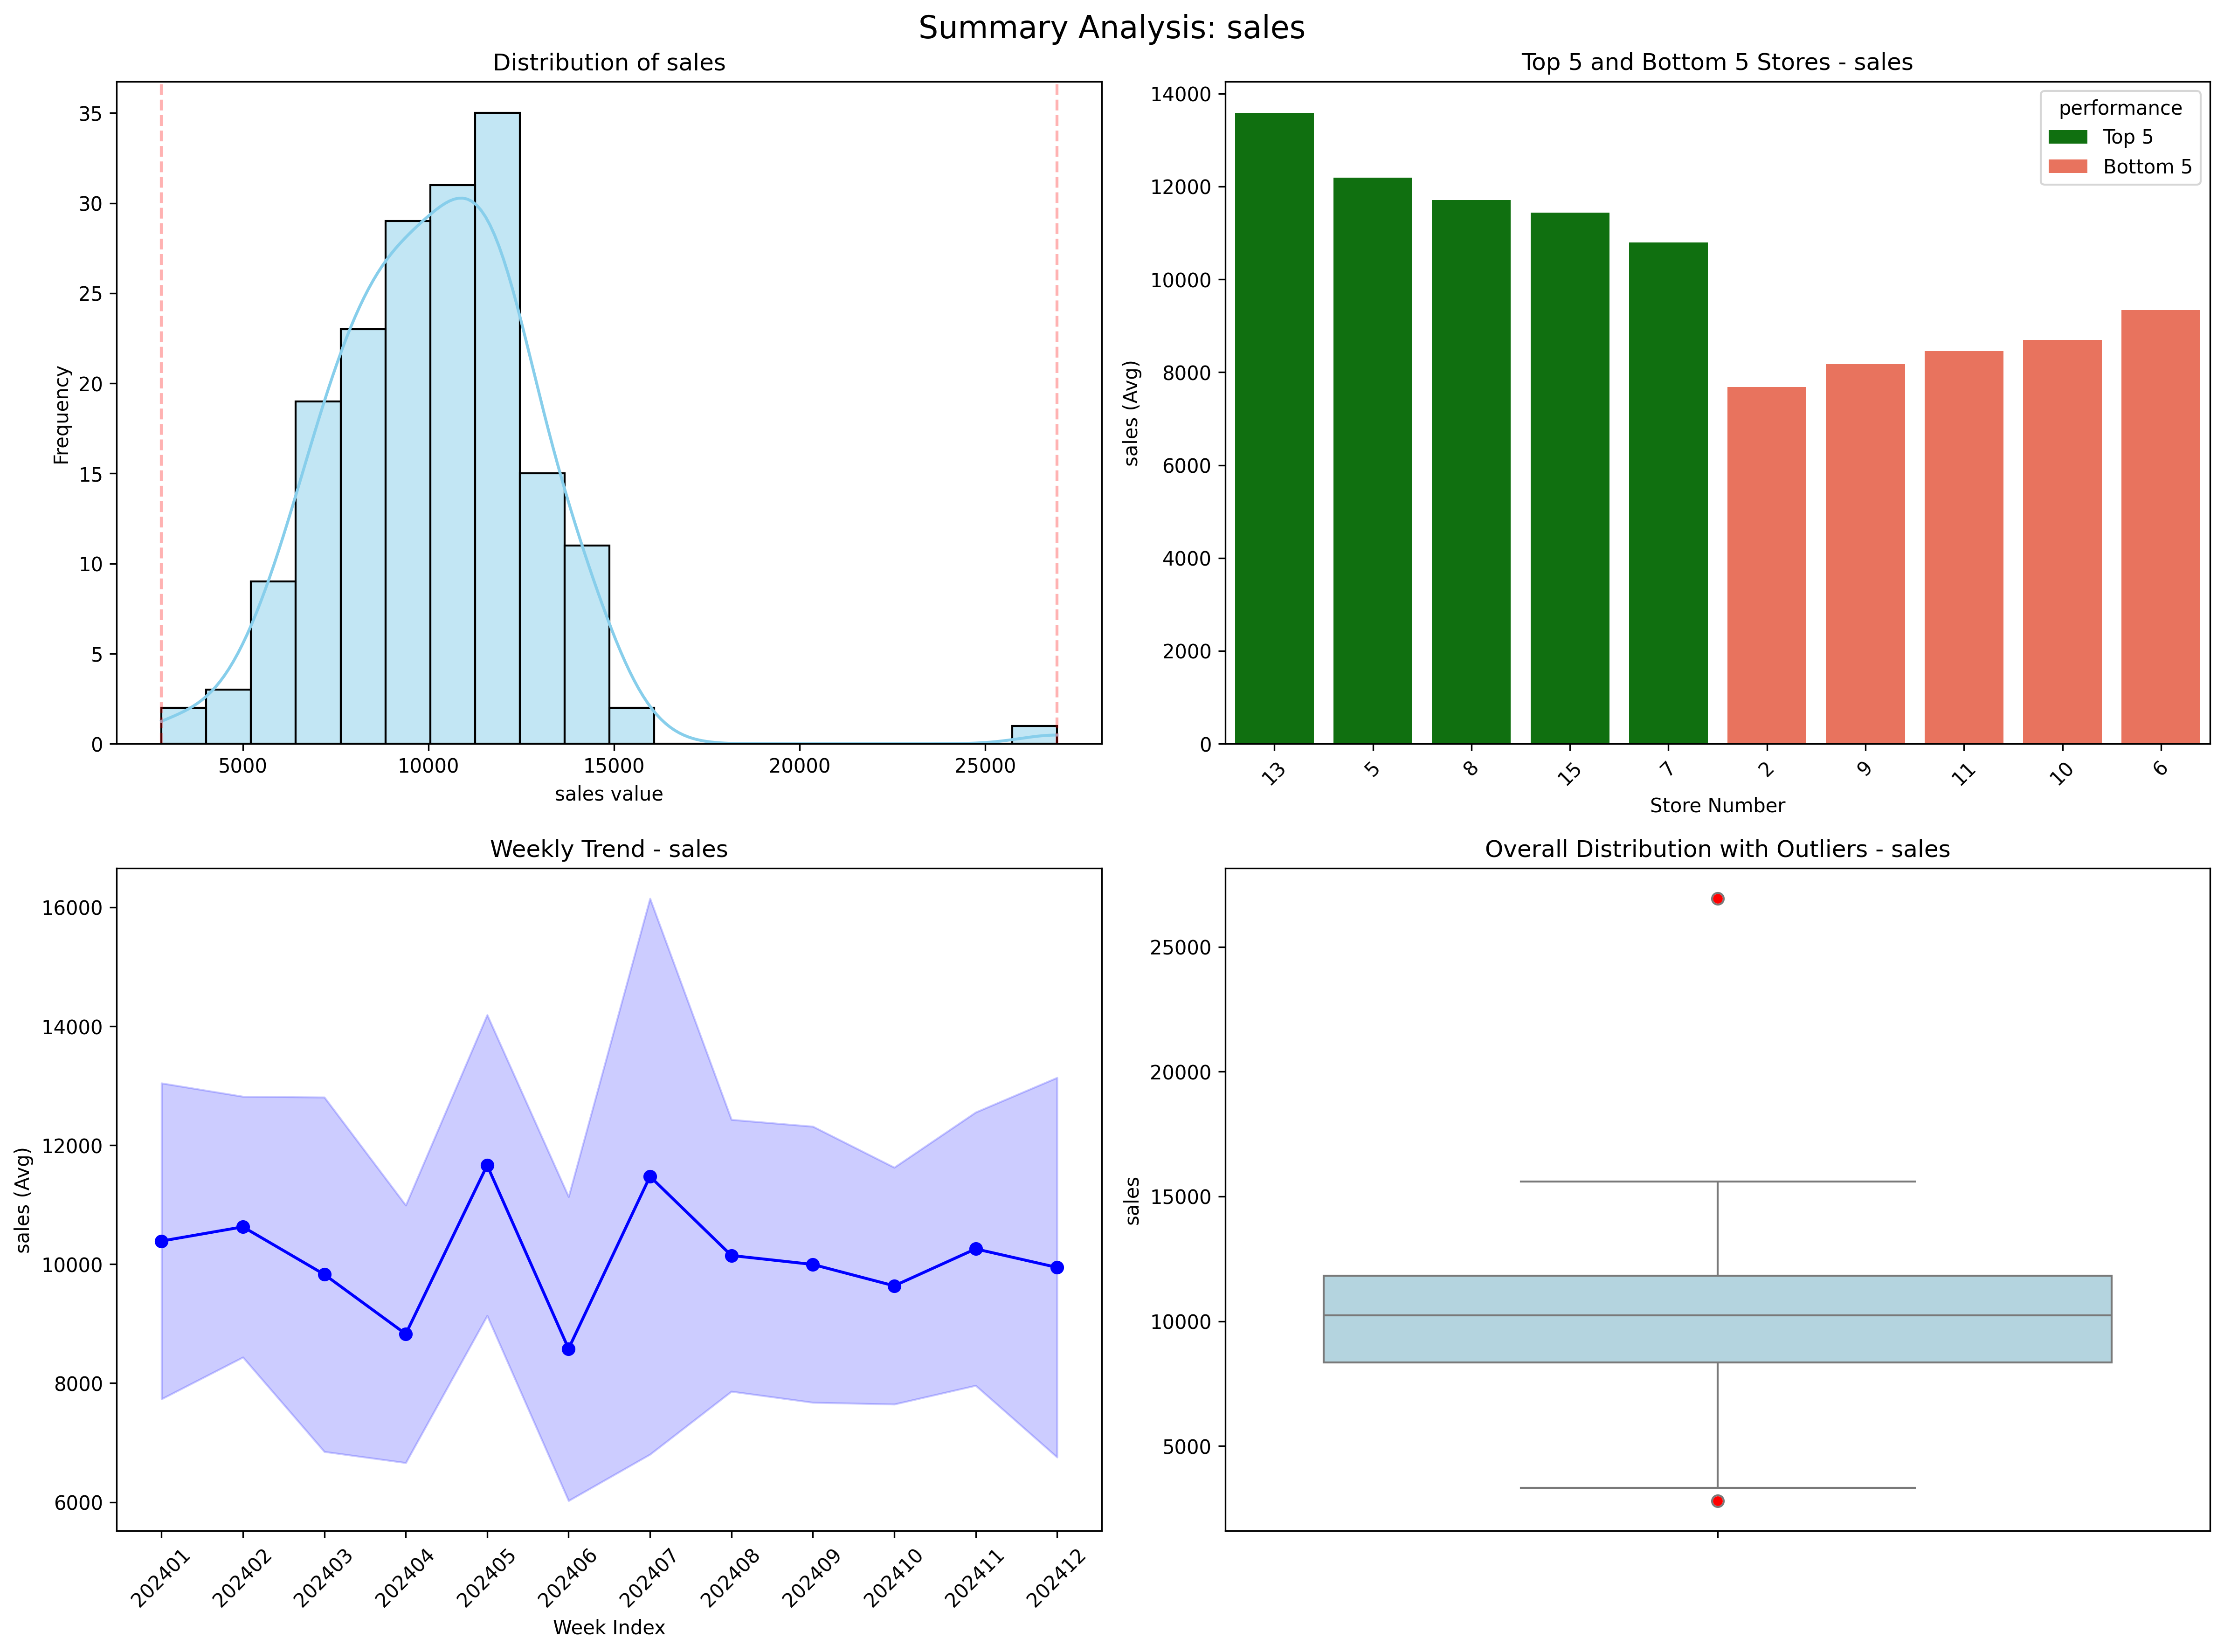 Summary Analysis: sales
Distribution of sales
35
30
25
20
15
10
5
0
Frequency
5000 10000 15000 20000 25000
sales value
Top 5 and Bottom 5 Stores - sales
performance
Top 5
Bottom 5
14000
12000
10000
8000
6000
4000
2000
0
sales (Avg)
13 5 8 15 7 2 9 11 10 6
Store Number
Weekly Trend - sales
16000
14000
12000
10000
8000
6000
sales (Avg)
202401 202402 202403 202404 202405 202406 202407 202408 202409 202410 202411 202412
Week Index
Overall Distribution with Outliers - sales
25000
20000
15000
10000
5000
sales